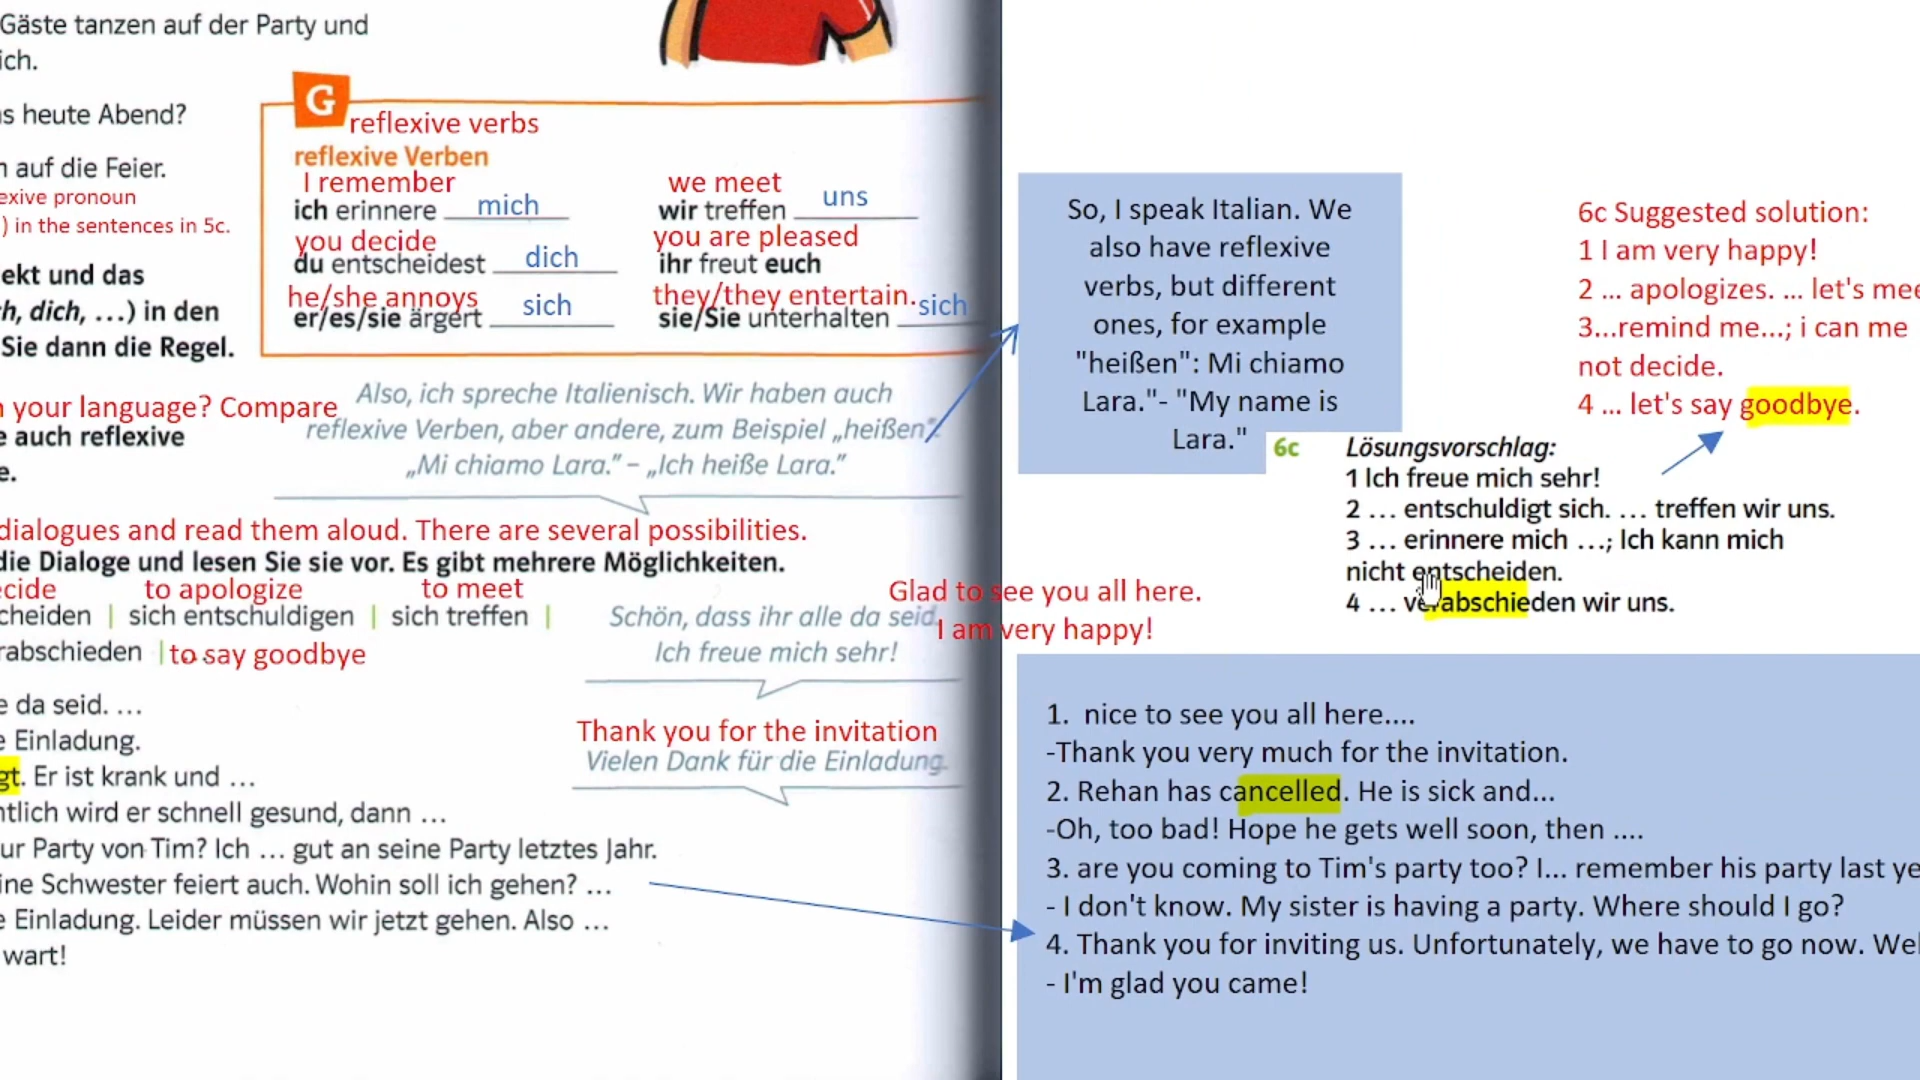 Gäste tanzen auf der Party und
ich.
s heute Abend?
n auf die Feier.
exive pronoun
) in the sentences in 5c.
ekt und das
h, dich, …) in den
Sie dann die Regel.
G
reflexive verbs
reflexive Verben
I remember
ich erinnere mich
you decide
du entscheidest dich
he/she annoys
er/es/sie ärgert sich
we meet
wir treffen uns
you are pleased
ihr freut euch
they/they entertain.
sie/Sie unterhalten sich
n your language? Compare
e auch reflexive
e.
Also, ich spreche Italienisch. Wir haben auch
reflexive Verben, aber andere, zum Beispiel „heißen“:
„Mi chiamo Lara.“ – „Ich heiße Lara.“
dialogues and read them aloud. There are several possibilities.
die Dialoge und lesen Sie sie vor. Es gibt mehrere Möglichkeiten.
ecide to apologize to meet
cheiden | sich entschuldigen | sich treffen |
rabschieden | to say goodbye
Glad to see you all here.
Schön, dass ihr alle da seid.
I am very happy!
Ich freue mich sehr!
Thank you for the invitation
Vielen Dank für die Einladung.
e da seid. …
e Einladung.
gt. Er ist krank und …
ntlich wird er schnell gesund, dann …
ur Party von Tim? Ich … gut an seine Party letztes Jahr.
ine Schwester feiert auch. Wohin soll ich gehen? …
e Einladung. Leider müssen wir jetzt gehen. Also …
wart!
So, I speak Italian. We
also have reflexive
verbs, but different
ones, for example
"heißen": Mi chiamo
Lara."- "My name is
Lara."
6c Suggested solution:
1 I am very happy!
2 ... apologizes. ... let's mee
3...remind me...; i can me
not decide.
4 ... let's say goodbye.
6c Lösungsvorschlag:
1 Ich freue mich sehr!
2 … entschuldigt sich. … treffen wir uns.
3 … erinnere mich …; Ich kann mich
nicht entscheiden.
4 … verabschieden wir uns.
1. nice to see you all here....
-Thank you very much for the invitation.
2. Rehan has cancelled. He is sick and...
-Oh, too bad! Hope he gets well soon, then ....
3. are you coming to Tim's party too? I... remember his party last ye
- I don't know. My sister is having a party. Where should I go?
4. Thank you for inviting us. Unfortunately, we have to go now. Wel
- I'm glad you came!